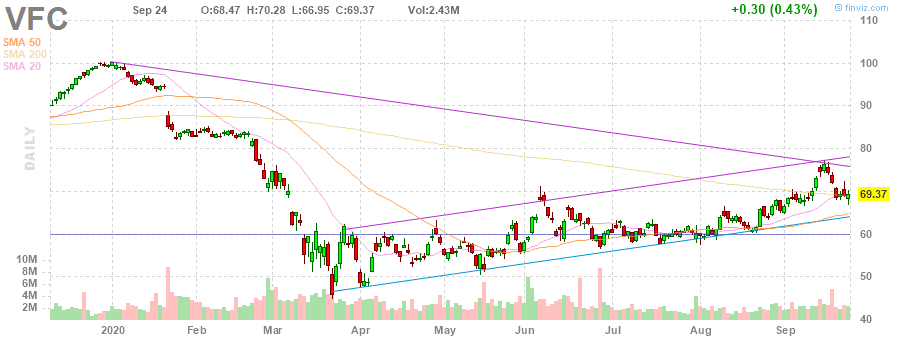 VFC Sep 24 O:68.47 H:70.28 L:66.95 C:69.37 Vol:2.43M +0.30 (0.43%) © finviz.com
SMA 50
SMA 200
SMA 20
DAILY
110
100
90
80
70
69.37
60
50
40
10M
8M
6M
4M
2M
2020 Feb Mar Apr May Jun Jul Aug Sep